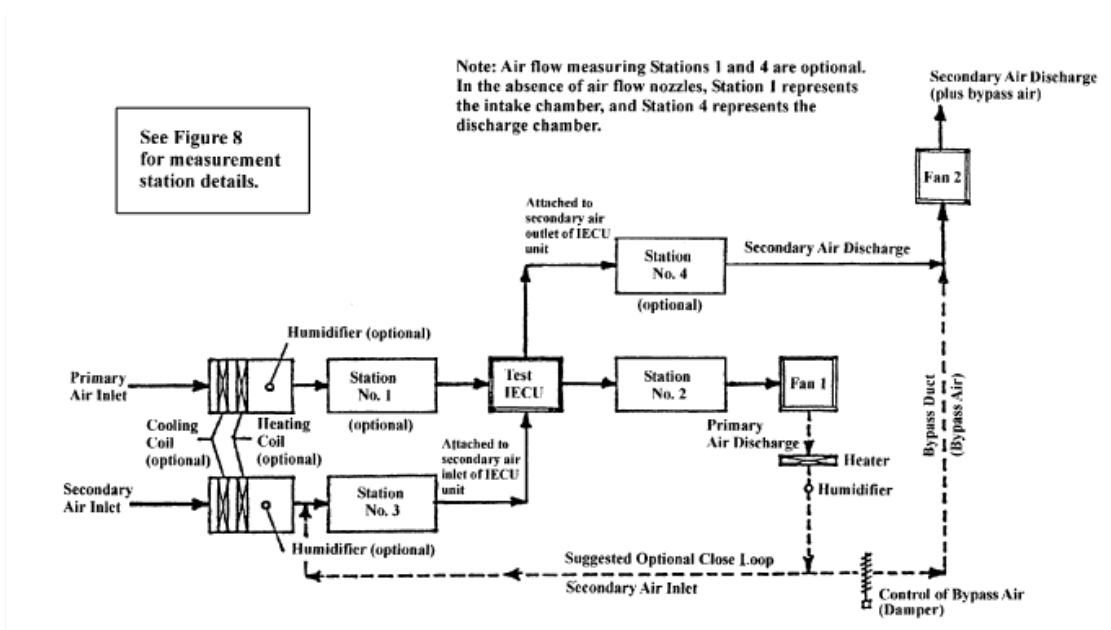 Note: Air flow measuring Stations 1 and 4 are optional.
In the absence of air flow nozzles, Station 1 represents
the intake chamber, and Station 4 represents the
discharge chamber.
Secondary Air Discharge
(plus bypass air)
See Figure 8
for measurement
station details.
Fan 2
Attached to
secondary air
outlet of IECU
unit
Station
No. 4
(optional)
Secondary Air Discharge
Humidifier (optional)
Primary
Air Inlet
Station
No. 1
(optional)
Test
IECU
Station
No. 2
Fan 1
Cooling
Coil
(optional)
Heating
Coil
(optional)
Attached to
secondary air
inlet of IECU
unit
Primary
Air Discharge
Heater
Humidifier
Bypass Duct
(Bypass Air)
Secondary
Air Inlet
Station
No. 3
Humidifier (optional)
Suggested Optional Close Loop
Secondary Air Inlet
Control of Bypass Air
(Damper)